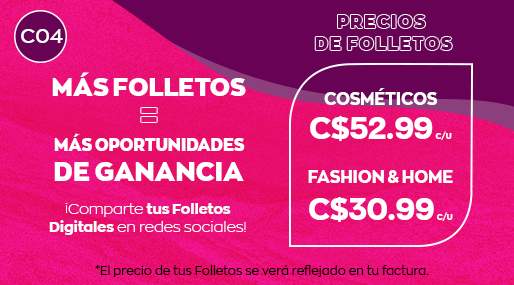 C04
MÁS FOLLETOS
=
MÁS OPORTUNIDADES
DE GANANCIA
¡Comparte tus Folletos
Digitales en redes sociales!
PRECIOS
DE FOLLETOS
COSMÉTICOS
C$52.99 c/u
FASHION & HOME
C$30.99 c/u
*El precio de tus Folletos se verá reflejado en tu factura.